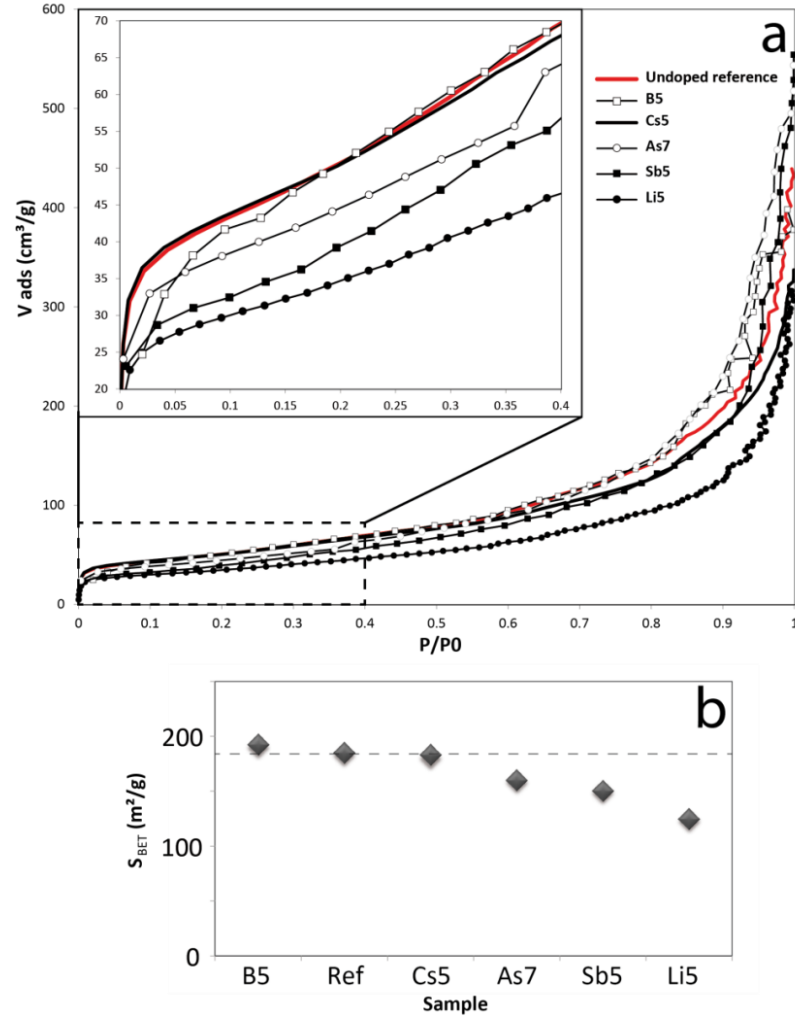 a
600
500
400
300
200
100
0
V ads (cm³/g)
70
65
60
55
50
45
40
35
30
25
20
0
0.05
0.1
0.15
0.2
0.25
0.3
0.35
0.4
Undoped reference
B5
Cs5
As7
Sb5
Li5
0
0.1
0.2
0.3
0.4
0.5
0.6
0.7
0.8
0.9
1
P/P0
b
200
100
0
S BET (m²/g)
B5
Ref
Cs5
As7
Sb5
Li5
Sample